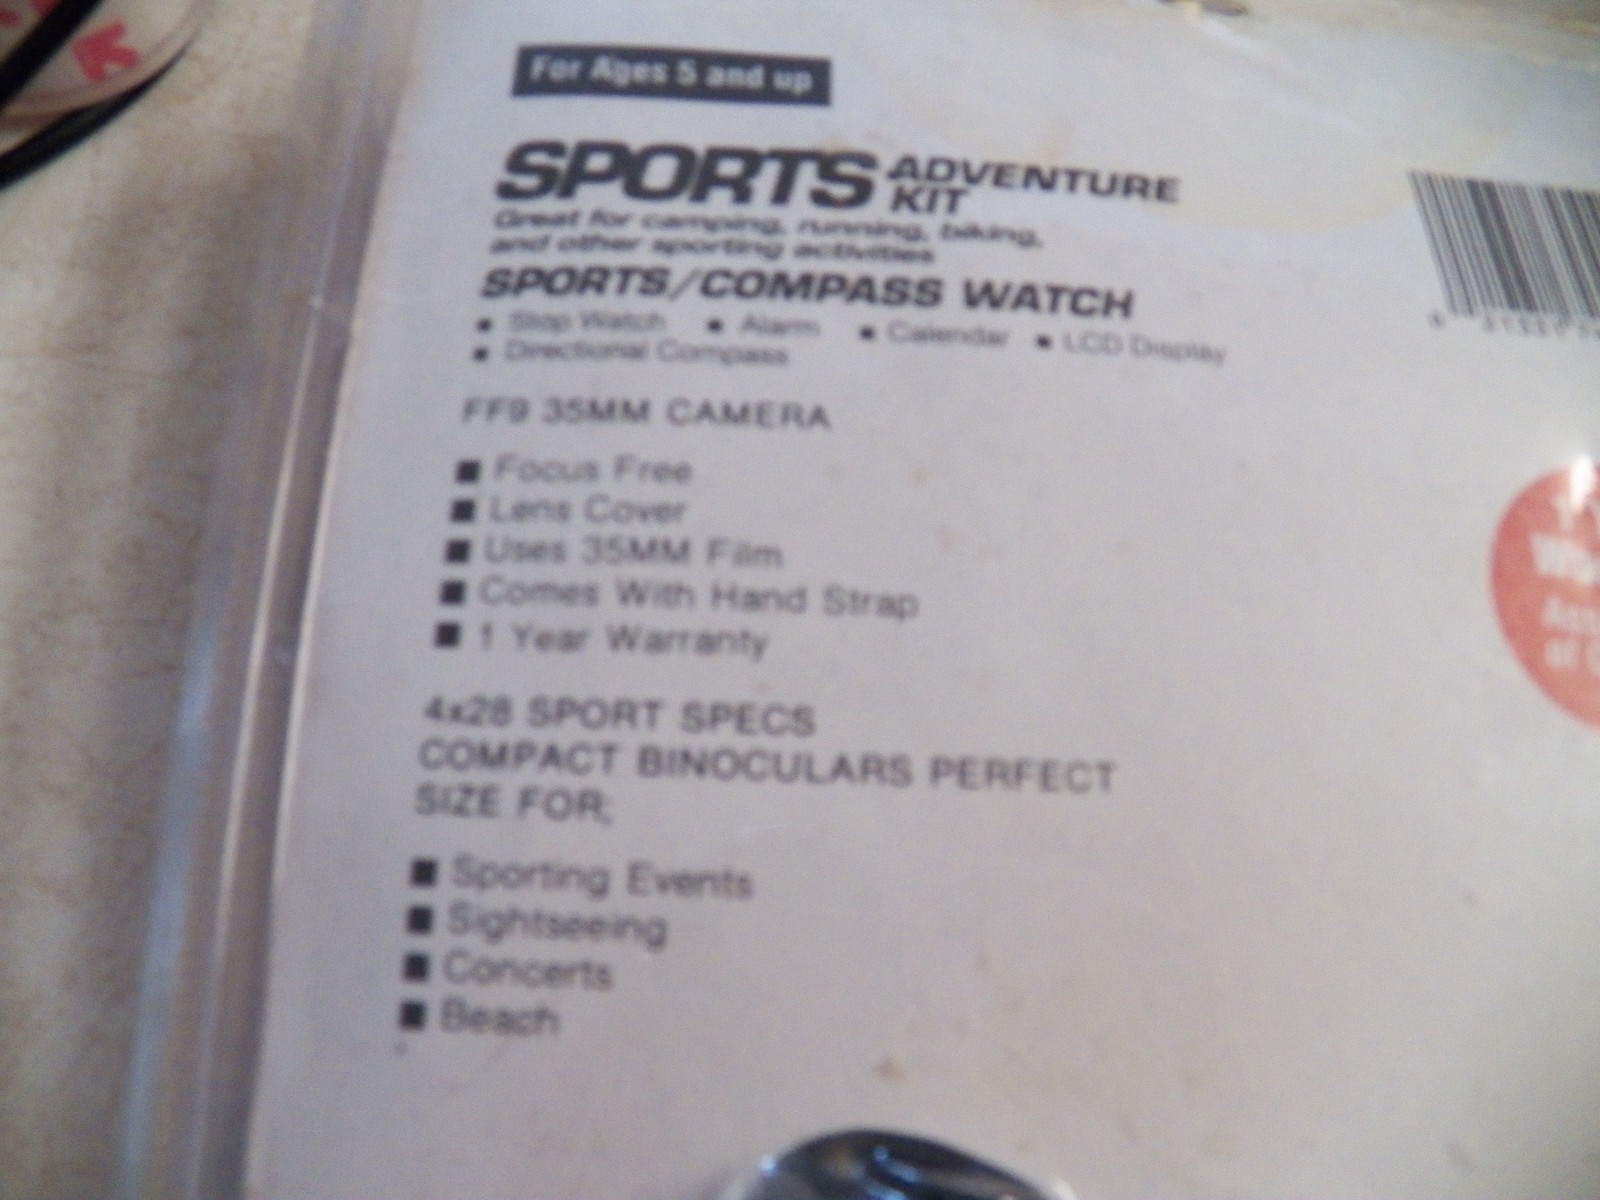 For Ages 5 and up
SPORTS ADVENTURE KIT
Great for camping, running, biking,
and other sporting activities
SPORTS/COMPASS WATCH
■ Stop Watch ■ Alarm ■ Calendar ■ LCD Display
■ Directional Compass
FF9 35MM CAMERA
■ Focus Free
■ Lens Cover
■ Uses 35MM Film
■ Comes With Hand Strap
■ 1 Year Warranty
4x28 SPORT SPECS
COMPACT BINOCULARS PERFECT
SIZE FOR;
■ Sporting Events
■ Sightseeing
■ Concerts
■ Beach